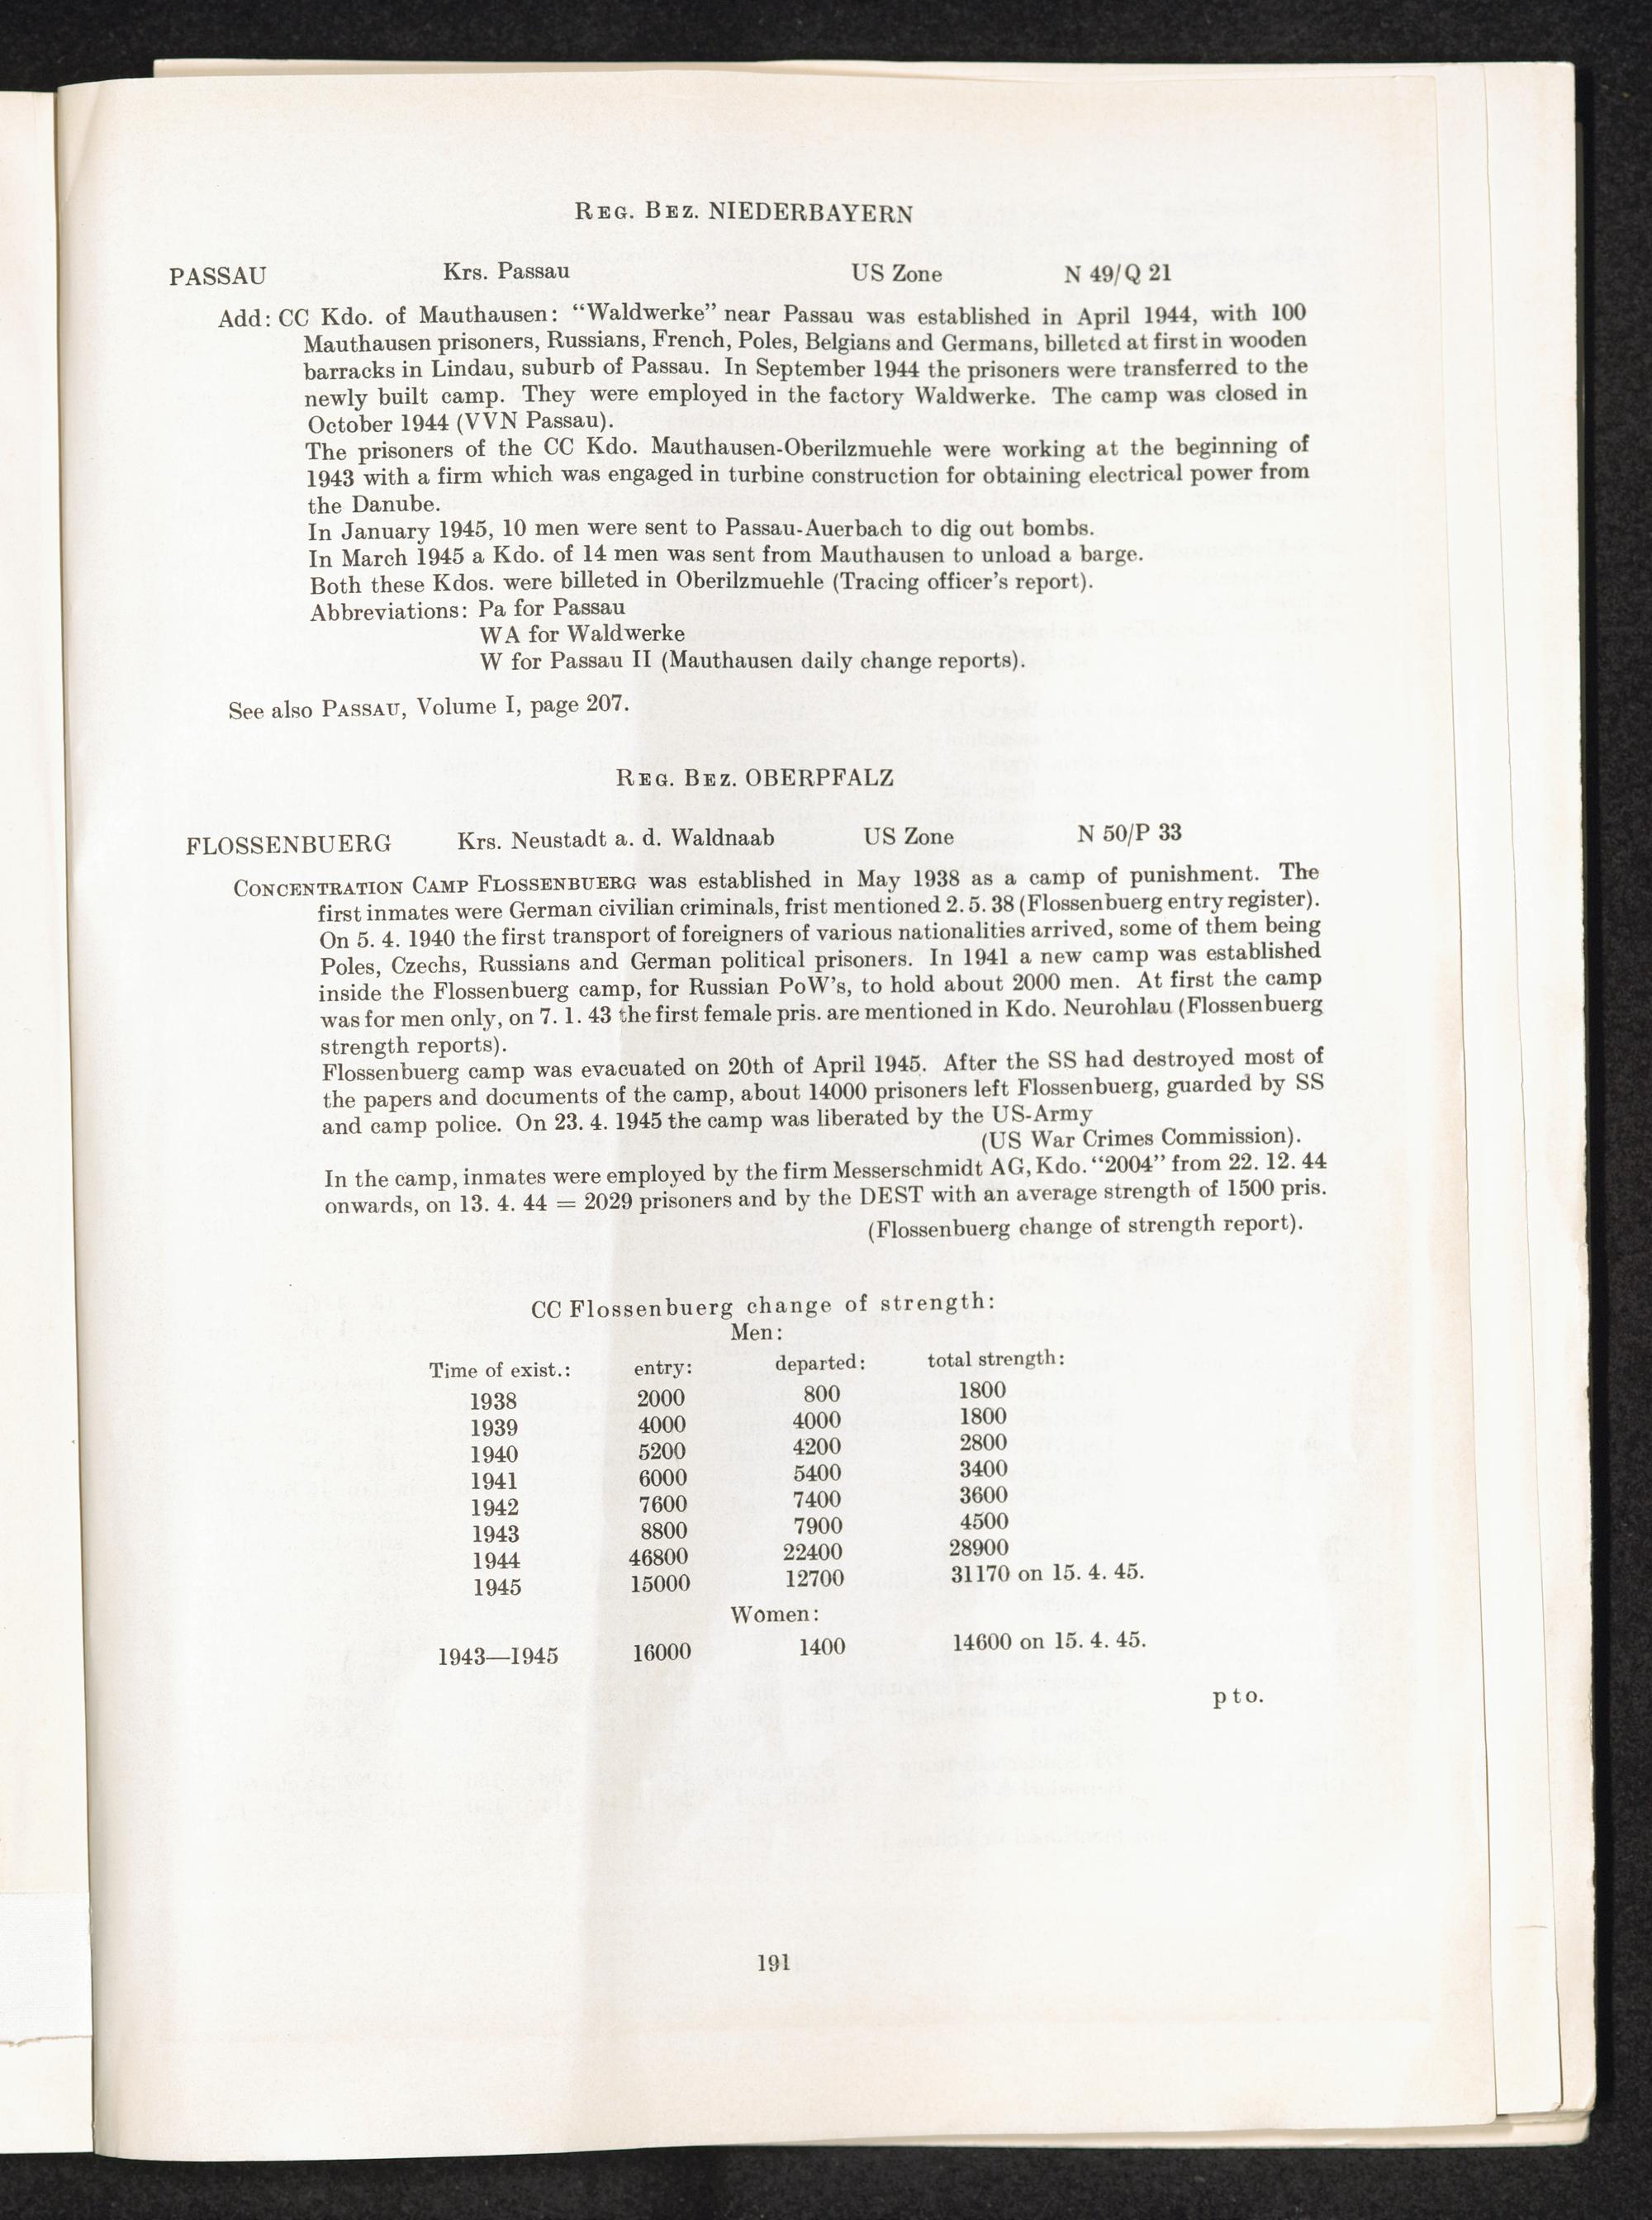 REG. BEZ. NIEDERBAYERN
PASSAU Krs. Passau US Zone N 49/Q 21
Add: CC Kdo. of Mauthausen: “Waldwerke” near Passau was established in April 1944, with 100
Mauthausen prisoners, Russians, French, Poles, Belgians and Germans, billeted at first in wooden
barracks in Lindau, suburb of Passau. In September 1944 the prisoners were transferred to the
newly built camp. They were employed in the factory Waldwerke. The camp was closed in
October 1944 (VVN Passau).
The prisoners of the CC Kdo. Mauthausen-Oberilzmuehle were working at the beginning of
1943 with a firm which was engaged in turbine construction for obtaining electrical power from
the Danube.
In January 1945, 10 men were sent to Passau-Auerbach to dig out bombs.
In March 1945 a Kdo. of 14 men was sent from Mauthausen to unload a barge.
Both these Kdos. were billeted in Oberilzmuehle (Tracing officer’s report).
Abbreviations: Pa for Passau
WA for Waldwerke
W for Passau II (Mauthausen daily change reports).
See also PASSAU, Volume I, page 207.
REG. BEZ. OBERPFALZ
FLOSSENBUERG Krs. Neustadt a. d. Waldnaab US Zone N 50/P 33
CONCENTRATION CAMP FLOSSENBUERG was established in May 1938 as a camp of punishment. The
first inmates were German civilian criminals, frist mentioned 2. 5. 38 (Flossenbuerg entry register).
On 5. 4. 1940 the first transport of foreigners of various nationalities arrived, some of them being
Poles, Czechs, Russians and German political prisoners. In 1941 a new camp was established
inside the Flossenbuerg camp, for Russian PoW’s, to hold about 2000 men. At first the camp
was for men only, on 7. 1. 43 the first female pris. are mentioned in Kdo. Neurohlau (Flossenbuerg
strength reports).
Flossenbuerg camp was evacuated on 20th of April 1945. After the SS had destroyed most of
the papers and documents of the camp, about 14000 prisoners left Flossenbuerg, guarded by SS
and camp police. On 23. 4. 1945 the camp was liberated by the US-Army
(US War Crimes Commission).
In the camp, inmates were employed by the firm Messerschmidt AG, Kdo. “2004” from 22. 12. 44
onwards, on 13. 4. 44 = 2029 prisoners and by the DEST with an average strength of 1500 pris.
(Flossenbuerg change of strength report).
CC Flossenbuerg change of strength:
Men:
Time of exist.: entry: departed: total strength:
1938 2000 800 1800
1939 4000 4000 1800
1940 5200 4200 2800
1941 6000 5400 3400
1942 7600 7400 3600
1943 8800 7900 4500
1944 46800 22400 28900
1945 15000 12700 31170 on 15. 4. 45.
Women:
1943—1945 16000 1400 14600 on 15. 4. 45.
pto.
191